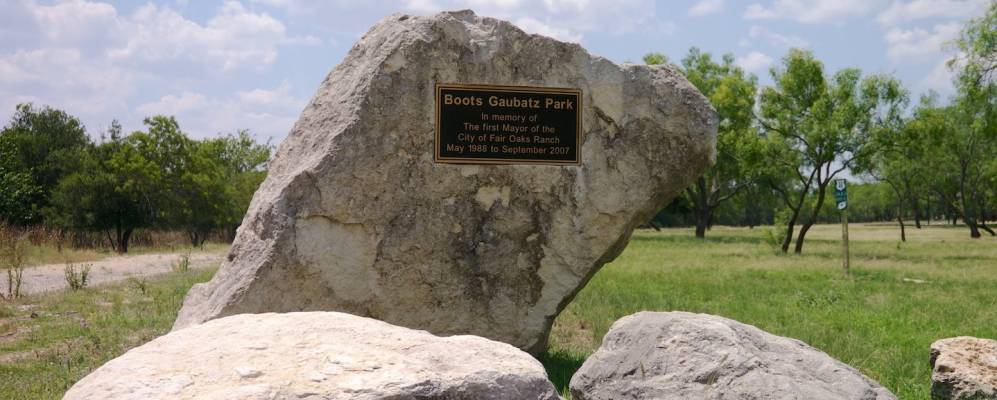 Boots Gaubatz Park
In memory of
The first Mayor of the
City of Fair Oaks Ranch
May 1988 to September 2007